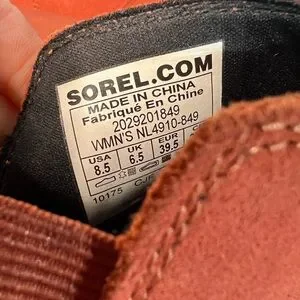 SOREL.COM
MADE IN CHINA
Fabriqué En Chine
2029201849
WMN'S NL4910-849
USA UK EUR
8.5 6.5 39.5
10175